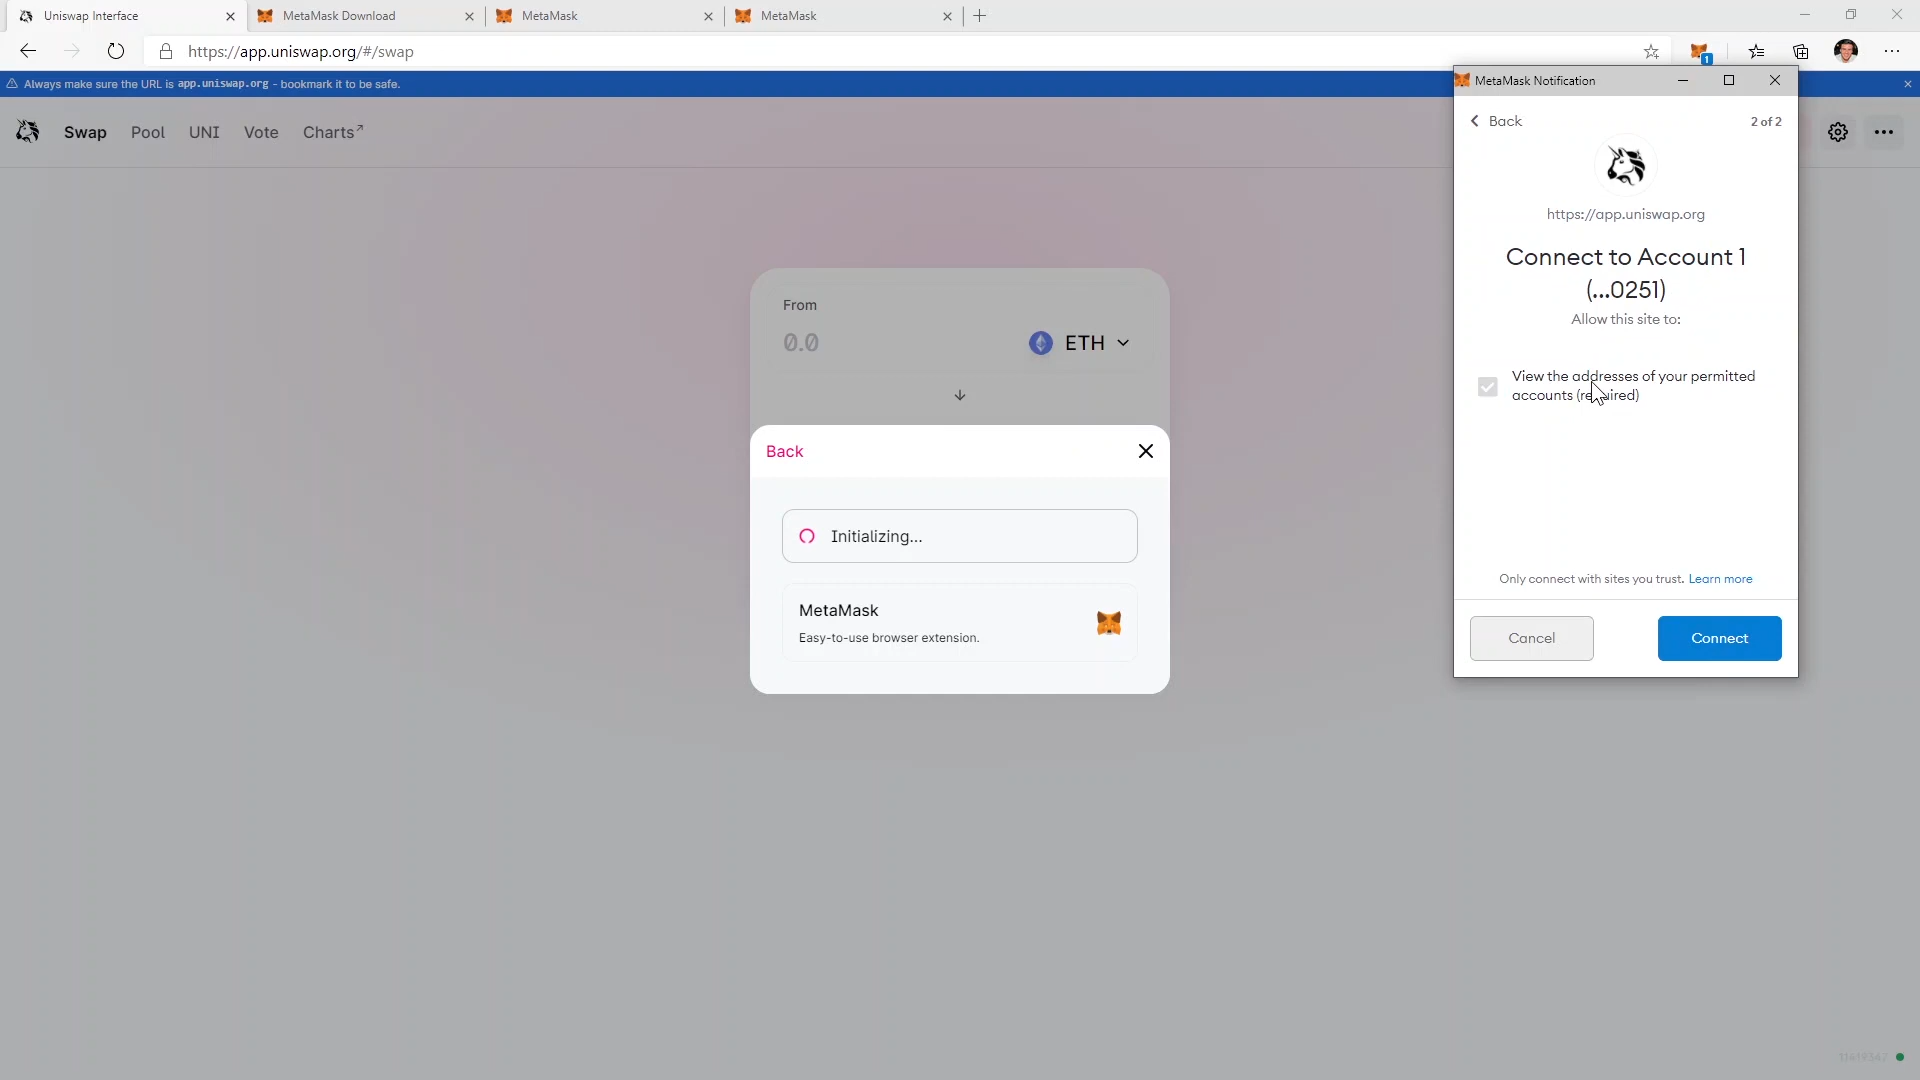 Uniswap Interface
MetaMask Download
MetaMask
MetaMask
https://app.uniswap.org/#/swap
1
Always make sure the URL is app.uniswap.org - bookmark it to be safe.
Swap
Pool
UNI
Vote
Charts↗
From
0.0
ETH
Back
Initializing...
MetaMask
Easy-to-use browser extension.
MetaMask Notification
Back
2 of 2
https://app.uniswap.org
Connect to Account 1
(...0251)
Allow this site to:
View the addresses of your permitted
accounts (required)
Only connect with sites you trust. Learn more
Cancel
Connect